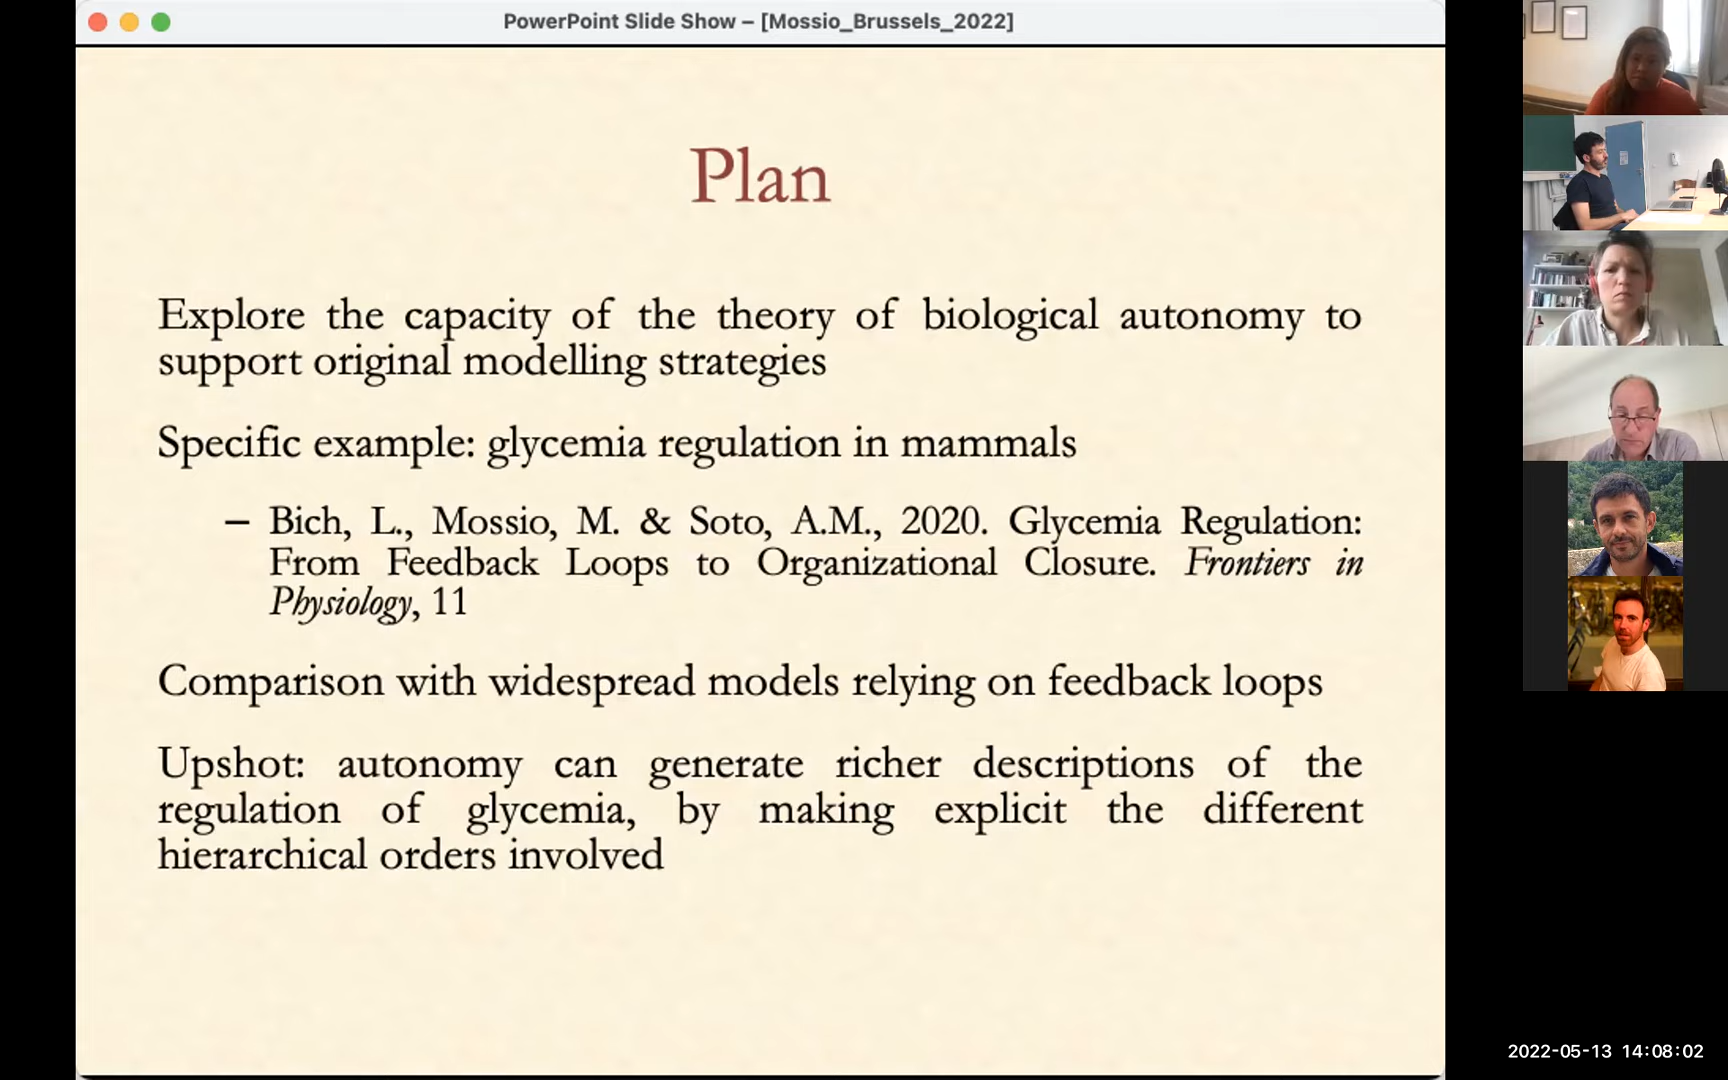 PowerPoint Slide Show – [Mossio_Brussels_2022]
Plan
Explore the capacity of the theory of biological autonomy to
support original modelling strategies
Specific example: glycemia regulation in mammals
– Bich, L., Mossio, M. & Soto, A.M., 2020. Glycemia Regulation:
From Feedback Loops to Organizational Closure. Frontiers in
Physiology, 11
Comparison with widespread models relying on feedback loops
Upshot: autonomy can generate richer descriptions of the
regulation of glycemia, by making explicit the different
hierarchical orders involved
2022-05-13 14:08:02